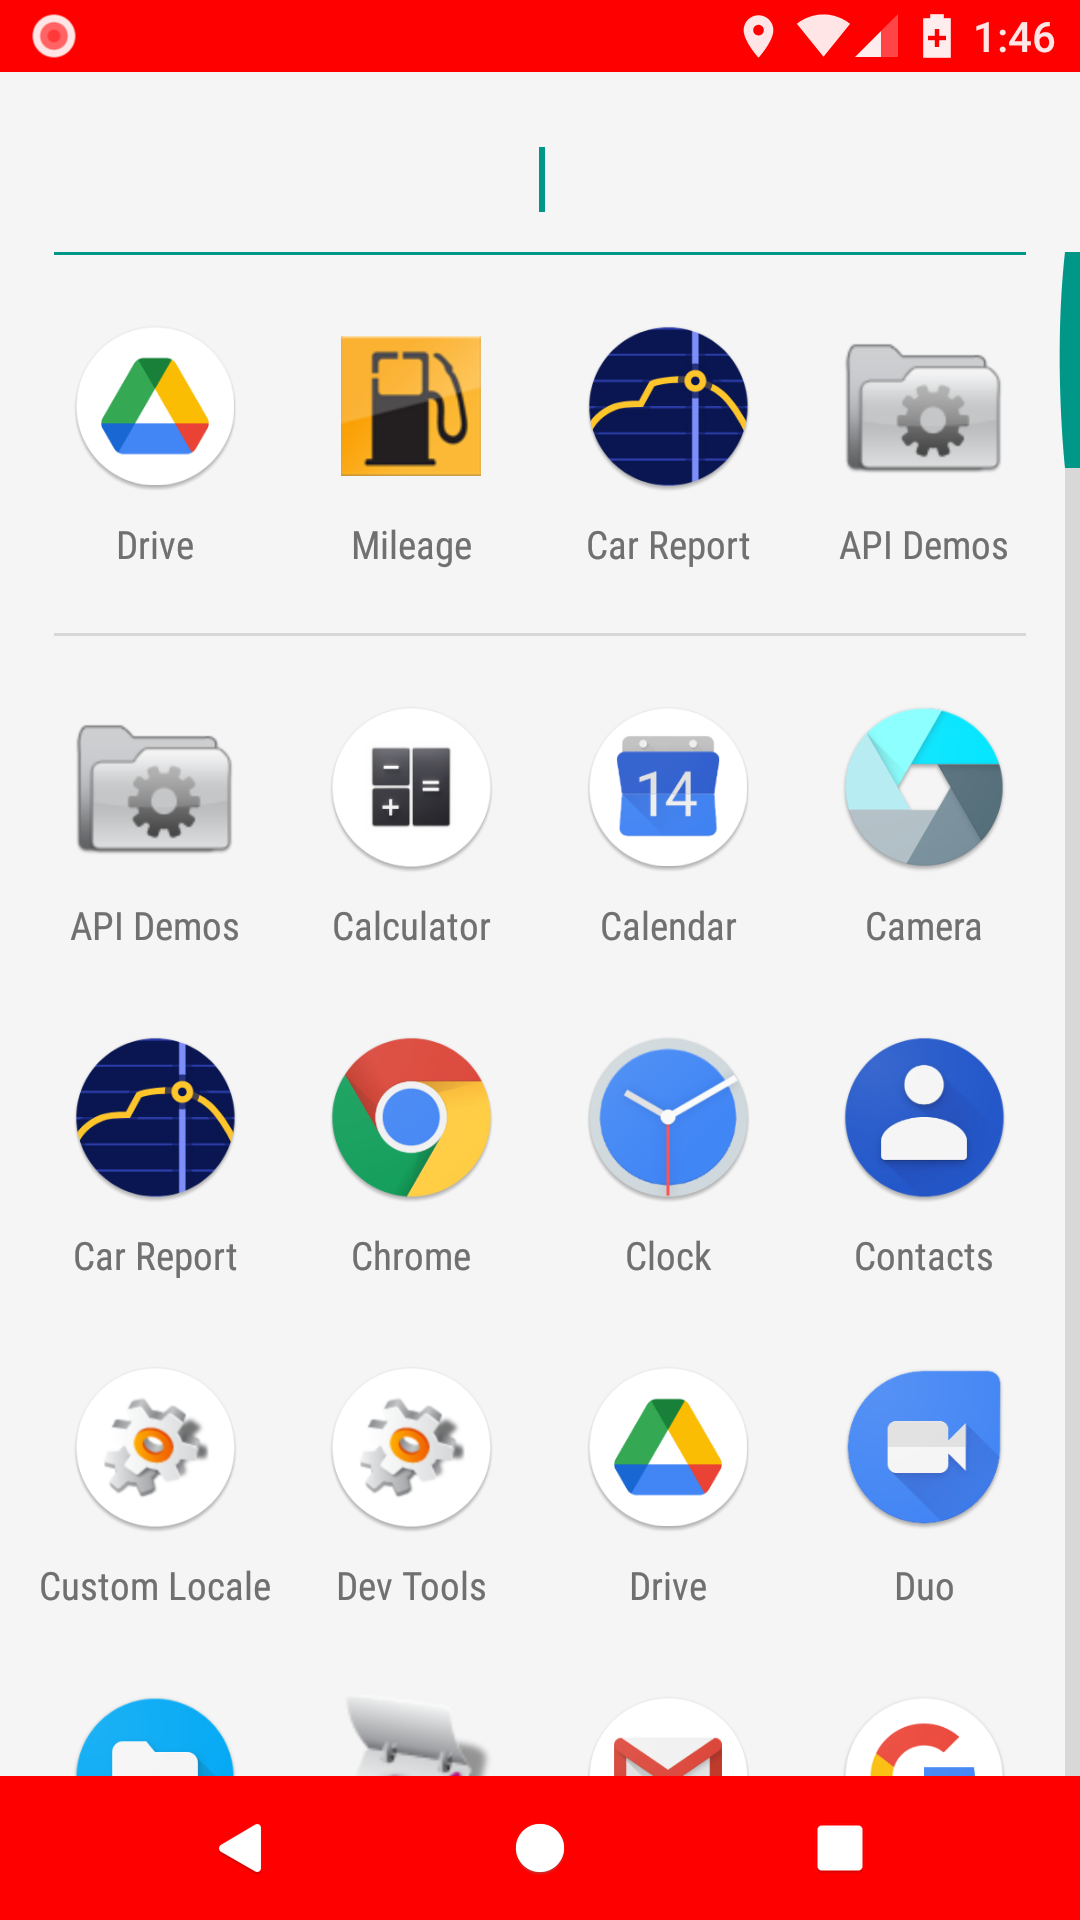 1:46
Drive Mileage Car Report API Demos
API Demos Calculator Calendar Camera
14
Car Report Chrome Clock Contacts
Custom Locale Dev Tools Drive Duo